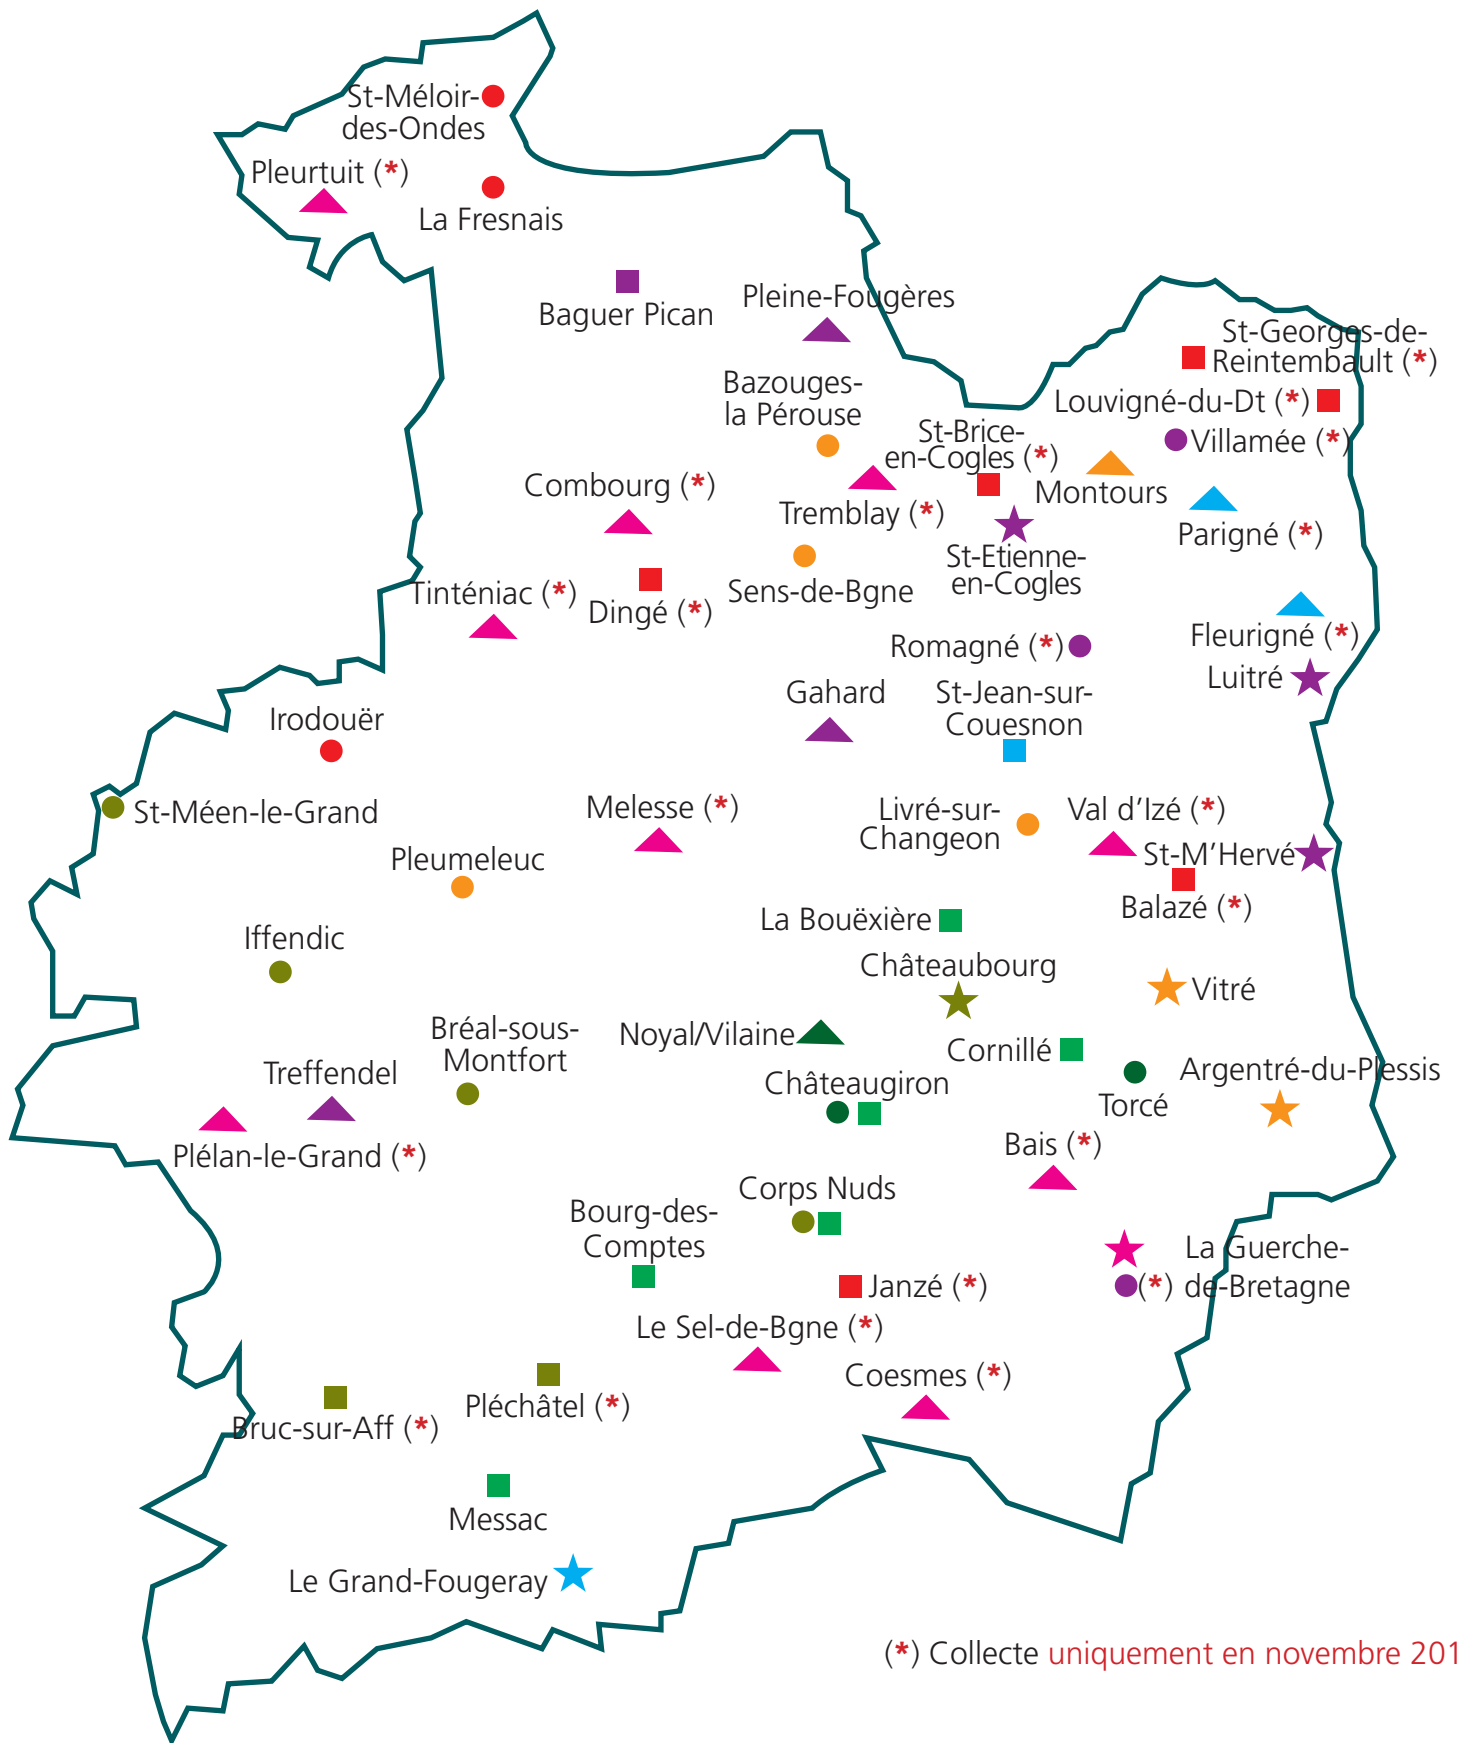 St-Méloir-
des-Ondes
Pleurtuit (*)
La Fresnais
Baguer Pican
Pleine-Fougères
St-Georges-de-
Reintembault (*)
Bazouges-
la Pérouse
Louvigné-du-Dt (*)
St-Brice-
en-Cogles (*)
Villamée (*)
Combourg (*)
Montours
Tremblay (*)
Parigné (*)
St-Etienne-
en-Cogles
Tinténiac (*)
Dingé (*)
Sens-de-Bgne
Romagné (*)
Fleurigné (*)
Luitré
Gahard
St-Jean-sur-
Couesnon
Irodouër
St-Méen-le-Grand
Melesse (*)
Livré-sur-
Changeon
Val d'Izé (*)
St-M'Hervé
Pleumeleuc
Balazé (*)
La Bouëxière
Iffendic
Châteaubourg
Vitré
Bréal-sous-
Montfort
Noyal/Vilaine
Cornillé
Treffendel
Châteaugiron
Argentré-du-Plessis
Torcé
Plélan-le-Grand (*)
Bais (*)
Corps Nuds
Bourg-des-
Comptes
La Guerche-
(*) de-Bretagne
Janzé (*)
Le Sel-de-Bgne (*)
Coesmes (*)
Pléchâtel (*)
Bruc-sur-Aff (*)
Messac
Le Grand-Fougeray
(*) Collecte uniquement en novembre 201